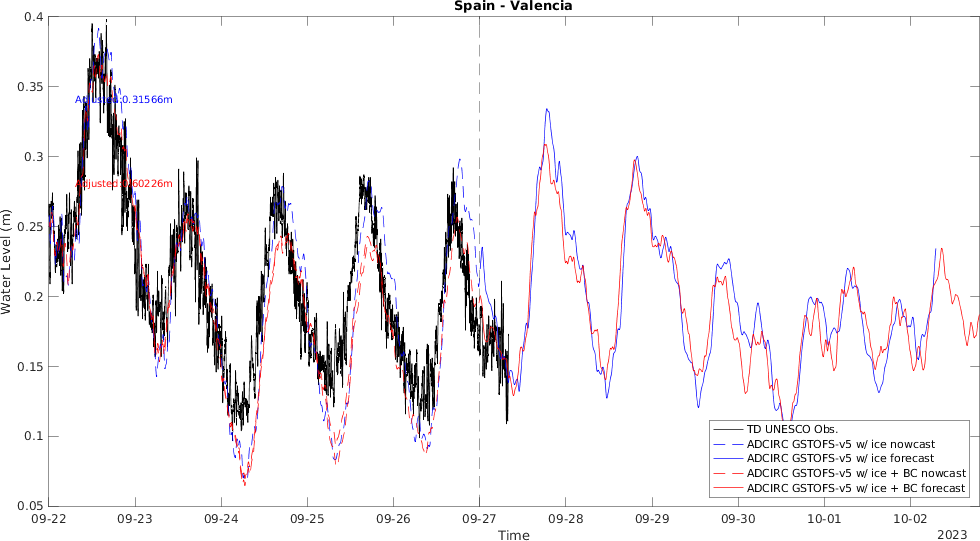 Spain - Valencia
0.4
0.35
0.3
0.25
0.2
0.15
0.1
0.05
Water Level (m)
Adjusted:0.31566m
Adjusted:0.60226m
TD UNESCO Obs.
ADCIRC GSTOFS-v5 w/ ice nowcast
ADCIRC GSTOFS-v5 w/ ice forecast
ADCIRC GSTOFS-v5 w/ ice + BC nowcast
ADCIRC GSTOFS-v5 w/ ice + BC forecast
09-22 09-23 09-24 09-25 09-26 09-27 09-28 09-29 09-30 10-01 10-02
Time
2023